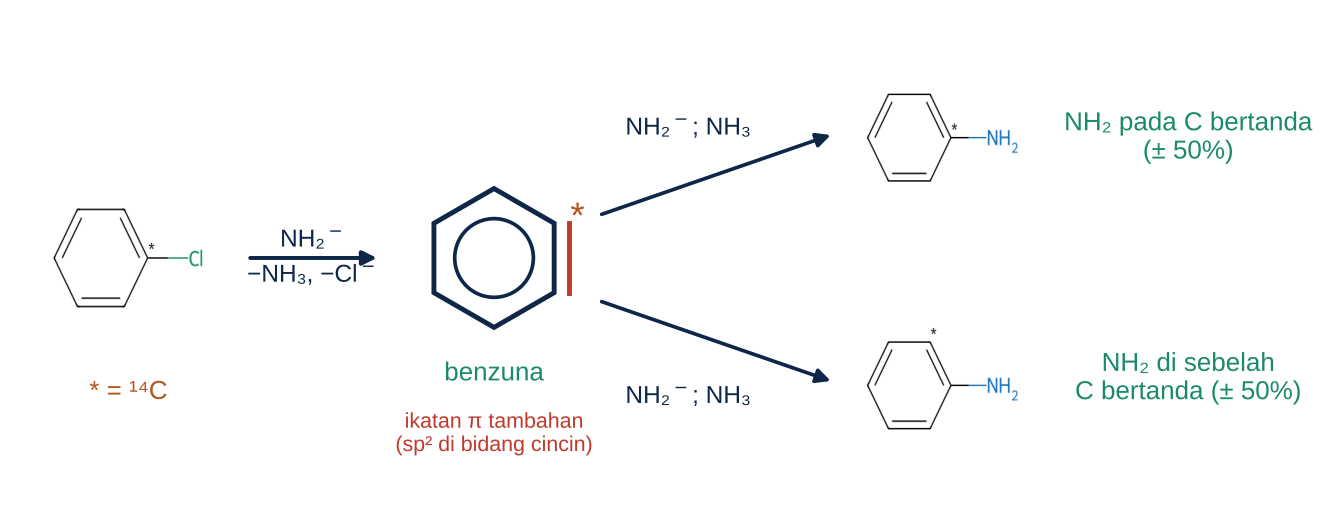 *
Cl
* = ¹⁴C
NH₂⁻
−NH₃, −Cl⁻
*
benzuna
ikatan π tambahan
(sp² di bidang cincin)
NH₂⁻; NH₃
*
NH₂
NH₂ pada C bertanda
(± 50%)
NH₂⁻; NH₃
*
NH₂
NH₂ di sebelah
C bertanda (± 50%)